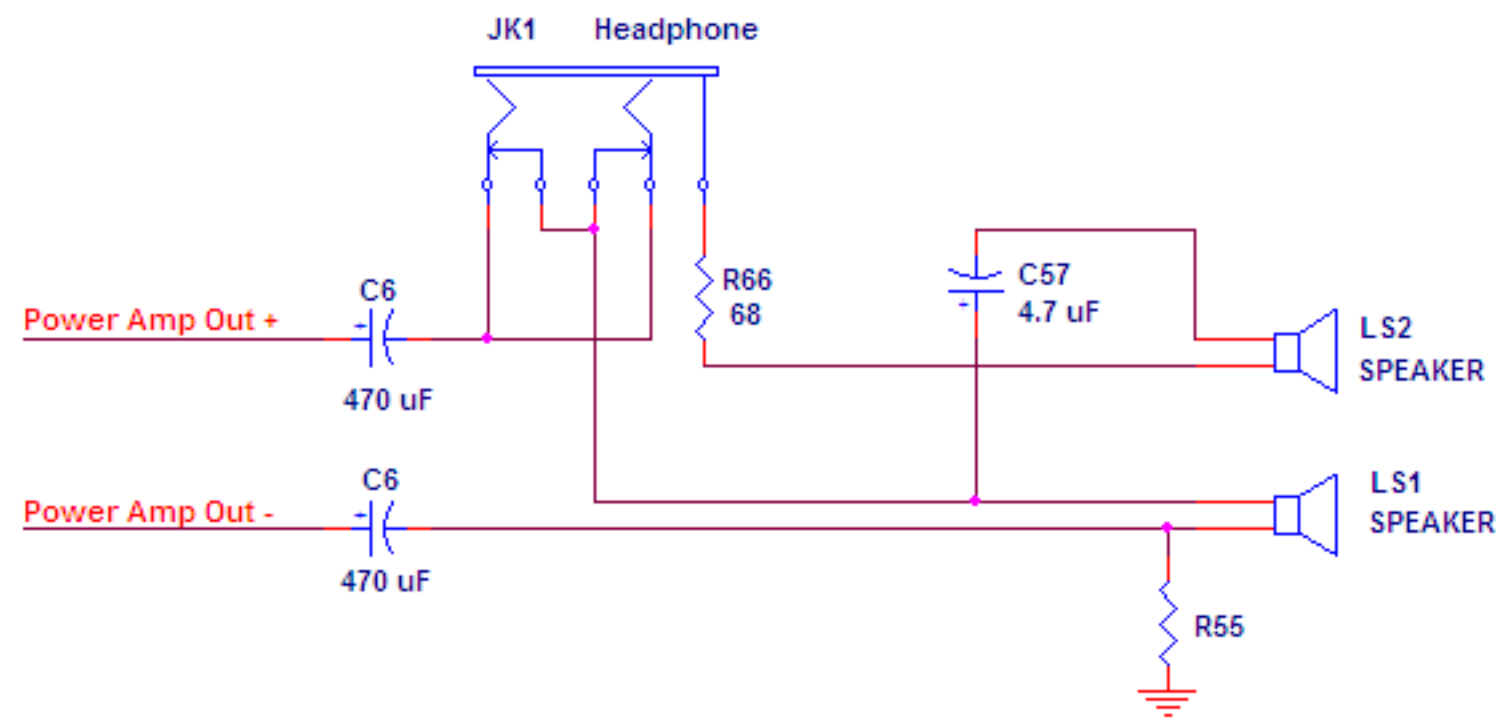 JK1 Headphone
C6
Power Amp Out +
470 uF
R66
68
C57
4.7 uF
LS2
SPEAKER
C6
Power Amp Out -
470 uF
LS1
SPEAKER
R55